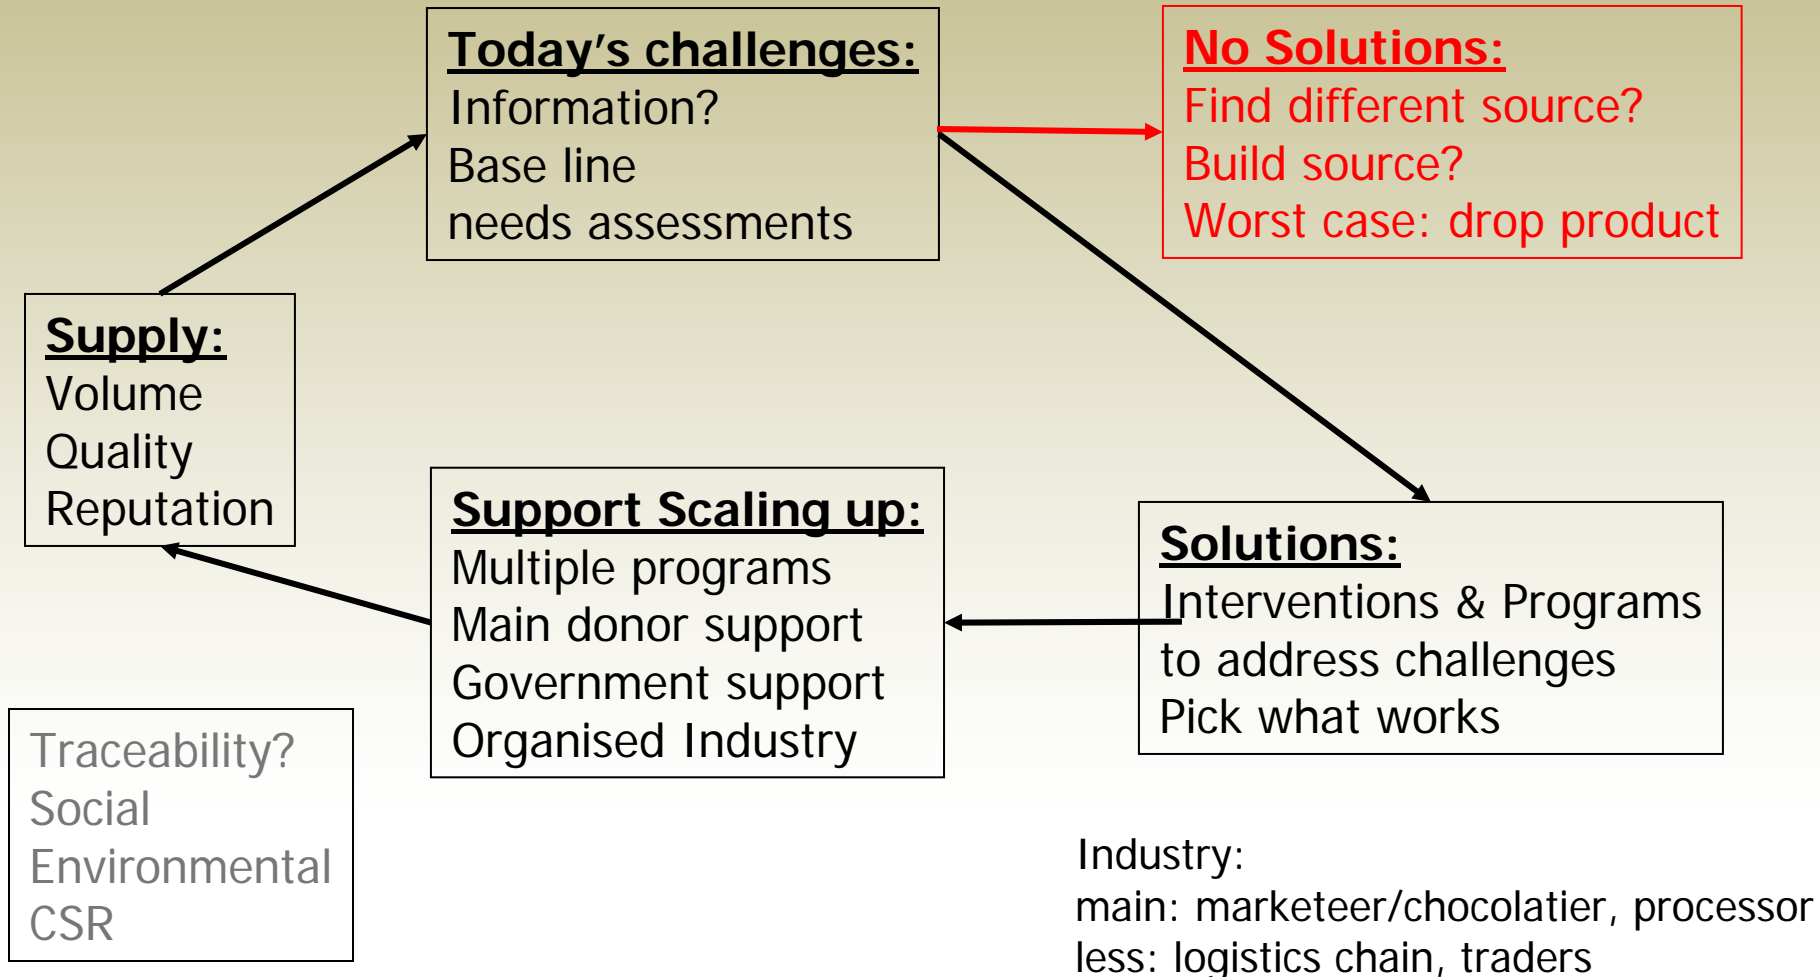 Today's challenges:
Information?
Base line
needs assessments
No Solutions:
Find different source?
Build source?
Worst case: drop product
Supply:
Volume
Quality
Reputation
Support Scaling up:
Multiple programs
Main donor support
Government support
Organised Industry
Solutions:
Interventions & Programs
to address challenges
Pick what works
Traceability?
Social
Environmental
CSR
Industry:
main: marketeer/chocolatier, processor
less: logistics chain, traders